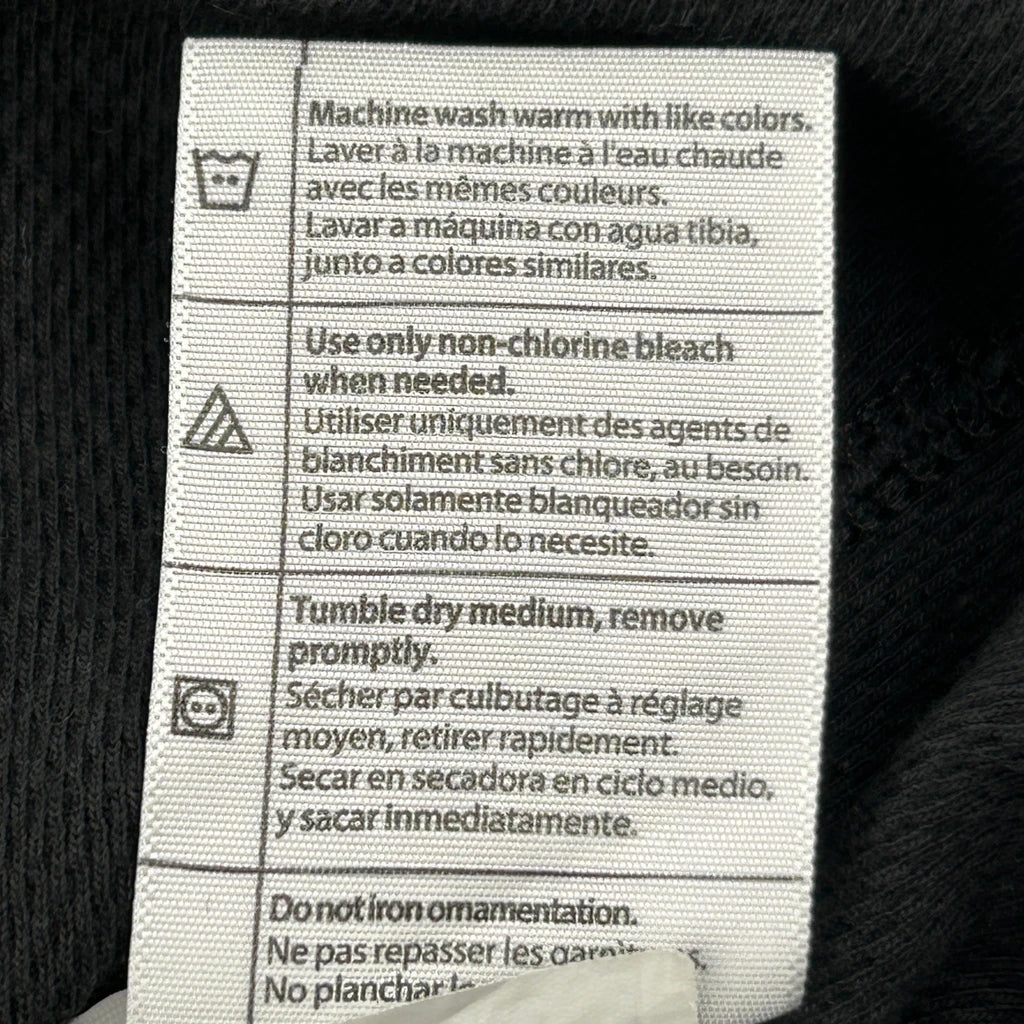 Machine wash warm with like colors.
Laver à la machine à l'eau chaude
avec les mêmes couleurs.
Lavar a máquina con agua tibia,
junto a colores similares.
Use only non-chlorine bleach
when needed.
Utiliser uniquement des agents de
blanchiment sans chlore, au besoin.
Usar solamente blanqueador sin
cloro cuando lo necesite.
Tumble dry medium, remove
promptly.
Sécher par culbutage à réglage
moyen, retirer rapidement.
Secar en secadora en ciclo medio,
y sacar inmediatamente.
Do not iron ornamentation.
Ne pas repasser les
No planchar